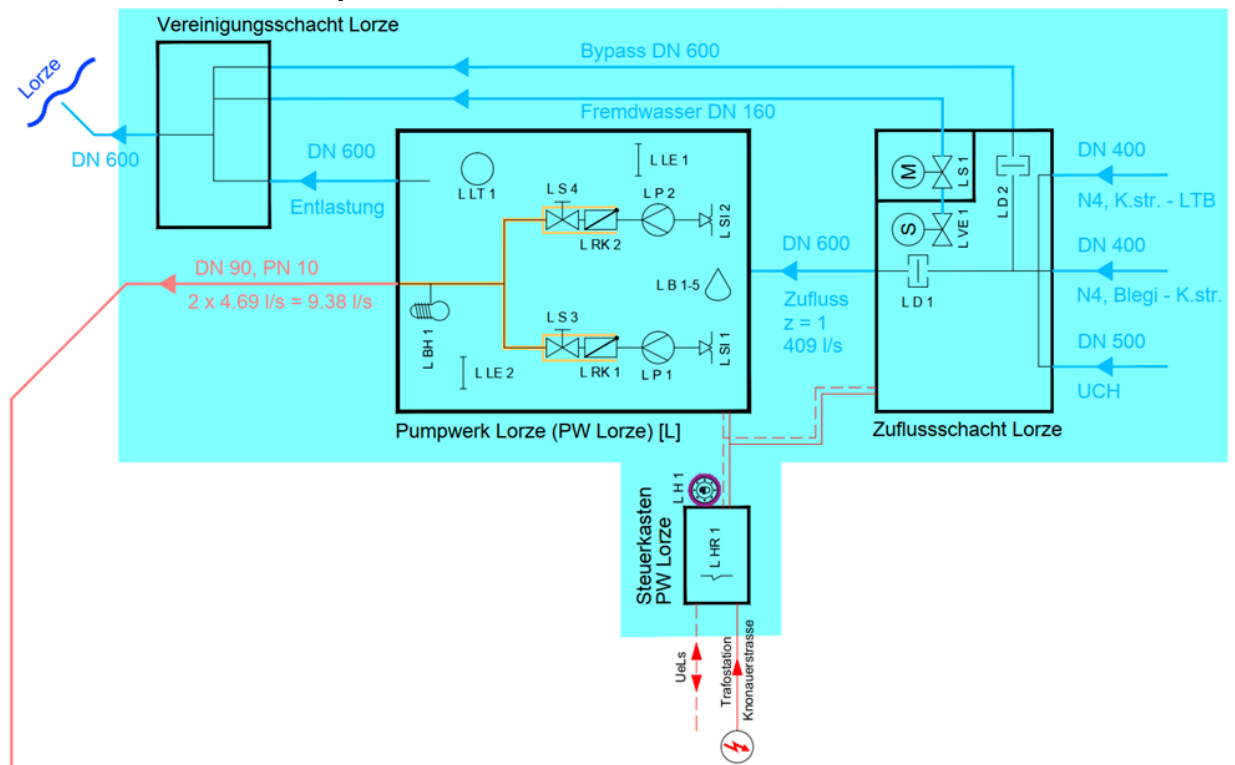 Vereinigungsschacht Lorze
Lorze
Bypass DN 600
Fremdwasser DN 160
DN 600
DN 600
Entlastung
L LT 1
L LE 1
L S 4
L P 2
L SI 2
L RK 2
M
L S 1
S
L VE 1
L D 2
DN 400
N4, K.str. - LTB
DN 600
DN 400
N4, Blegi - K.str.
DN 90, PN 10
2 x 4.69 l/s = 9.38 l/s
L B 1-5
Zufluss
z = 1
409 l/s
L D 1
L BH 1
L S 3
L SI 1
L LE 2
L RK 1
L P 1
DN 500
UCH
Pumpwerk Lorze (PW Lorze) [L]
Zuflussschacht Lorze
L H 1
Steuerkasten
PW Lorze
L HR 1
UeLs
Trafostation
Knonauerstrasse